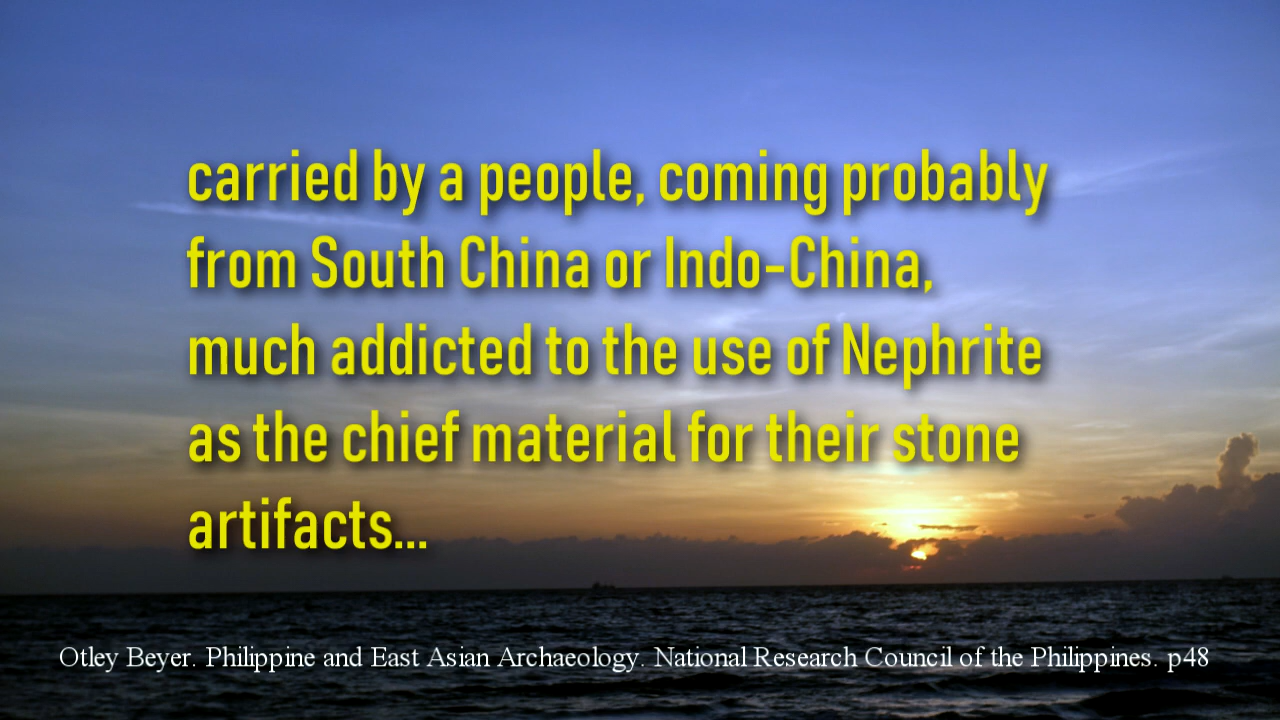 carried by a people, coming probably
from South China or Indo-China,
much addicted to the use of Nephrite
as the chief material for their stone
artifacts...
Otley Beyer. Philippine and East Asian Archaeology. National Research Council of the Philippines. p48